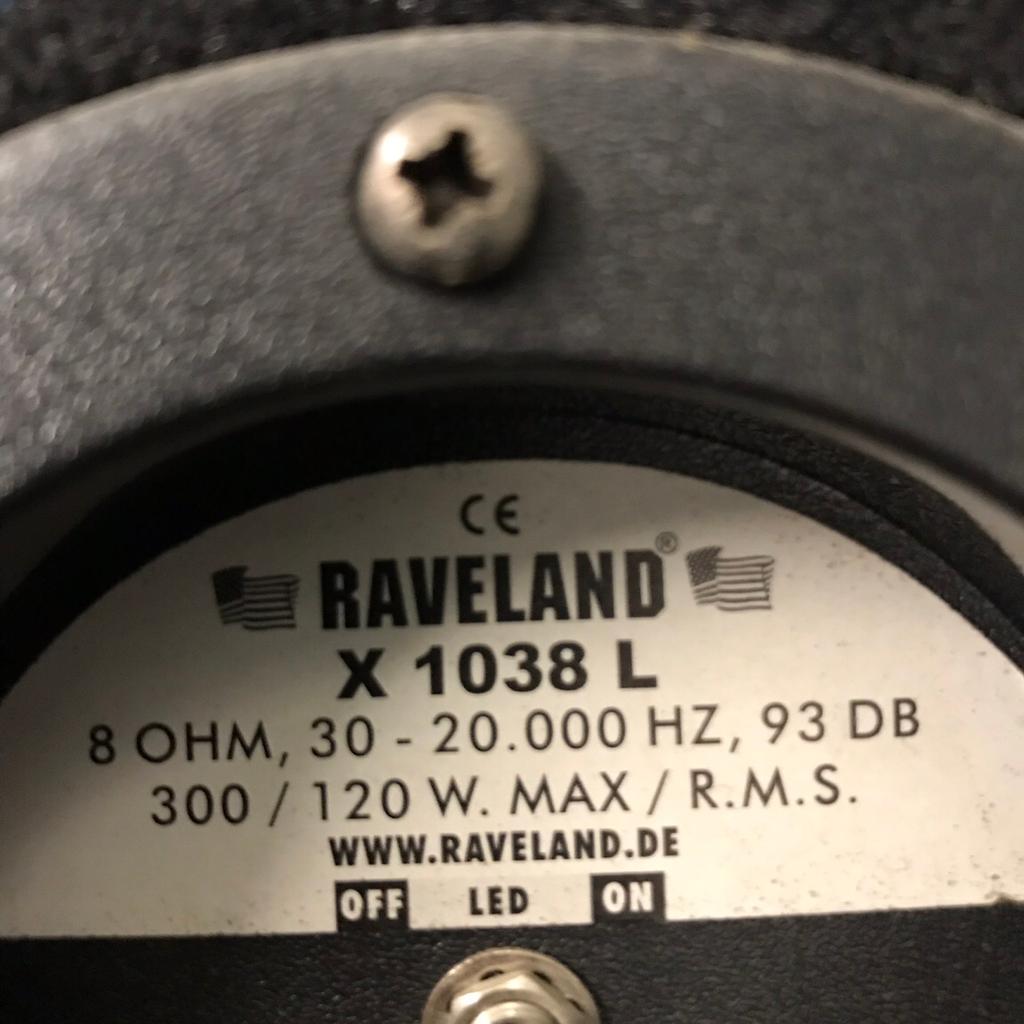 CE
RAVELAND®
X 1038 L
8 OHM, 30 - 20.000 HZ, 93 DB
300 / 120 W. MAX / R.M.S.
WWW.RAVELAND.DE
OFF LED ON